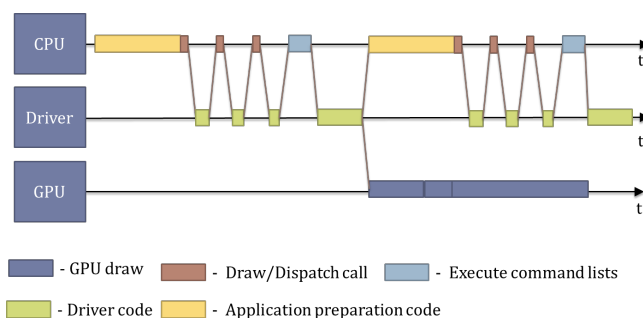 CPU
t
Driver
t
GPU
t
- GPU draw
- Draw/Dispatch call
- Execute command lists
- Driver code
- Application preparation code